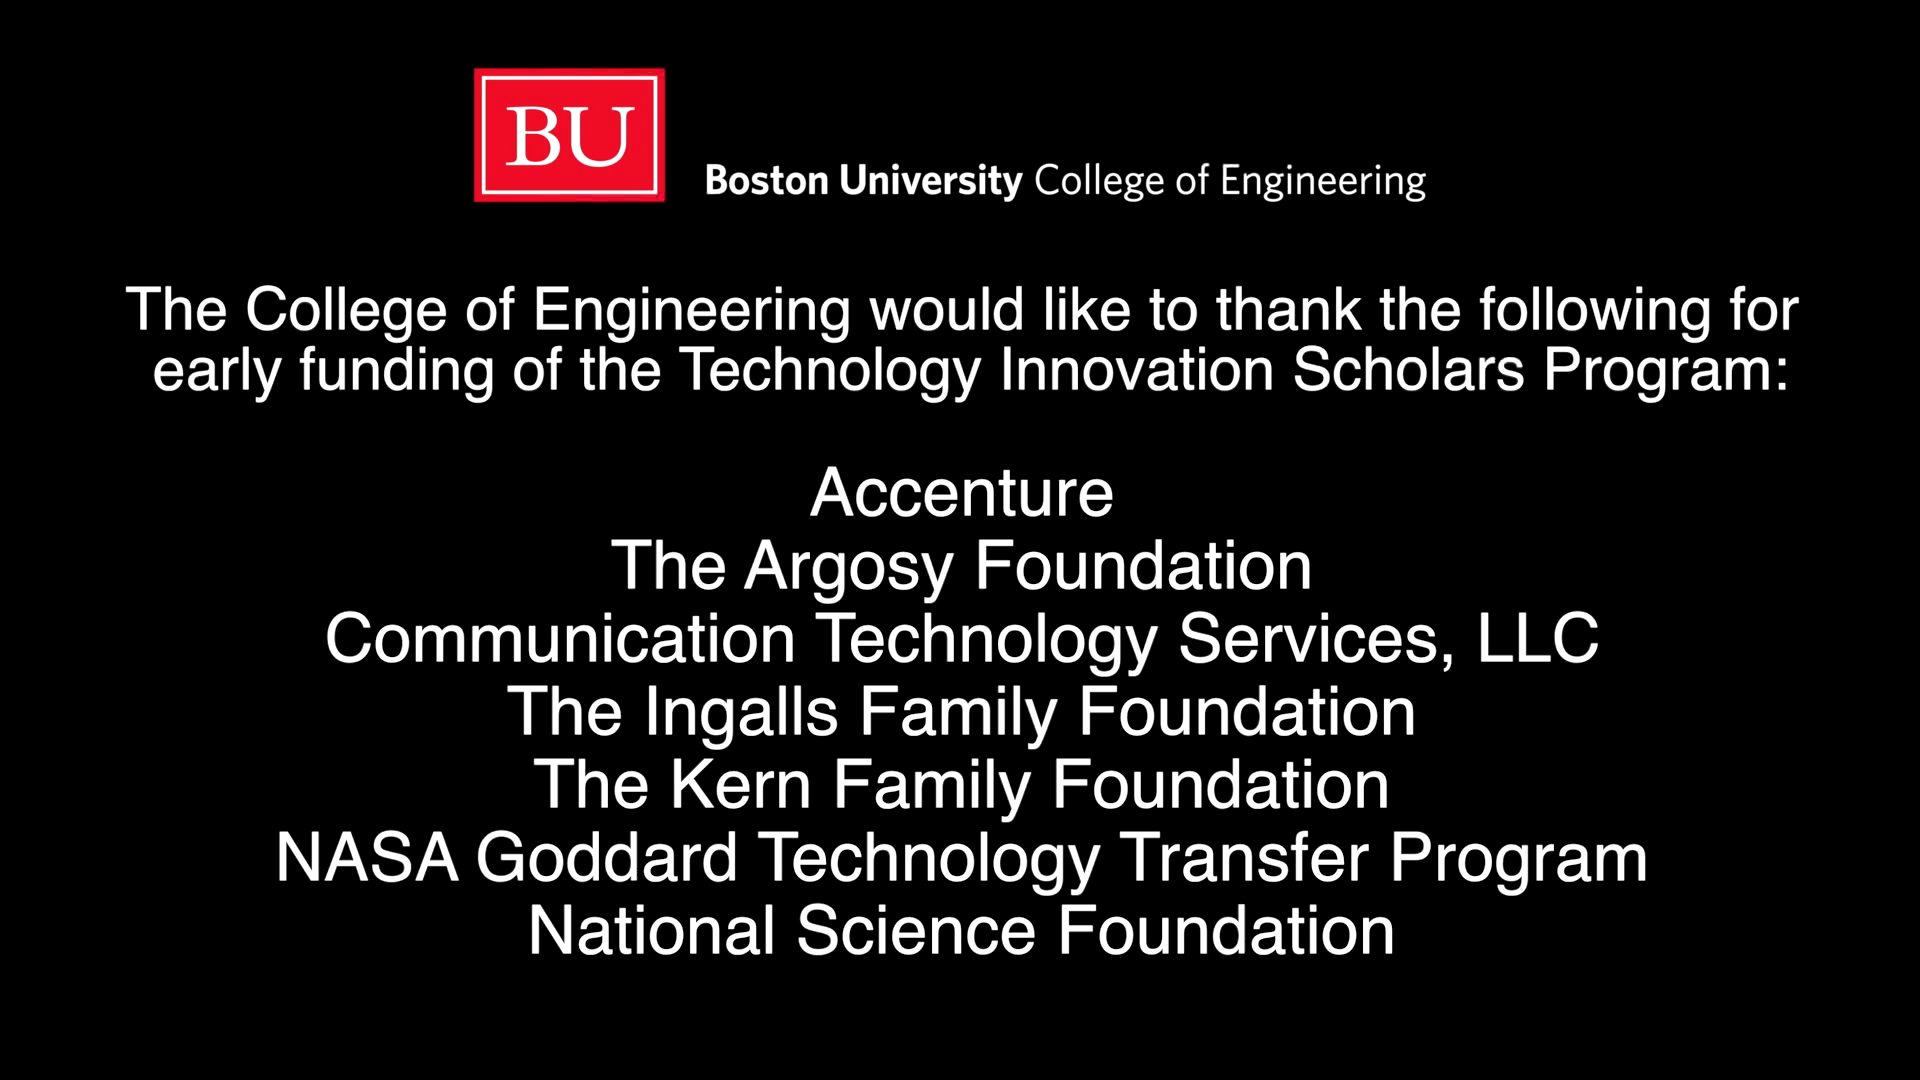 BU
Boston University College of Engineering
The College of Engineering would like to thank the following for
early funding of the Technology Innovation Scholars Program:
Accenture
The Argosy Foundation
Communication Technology Services, LLC
The Ingalls Family Foundation
The Kern Family Foundation
NASA Goddard Technology Transfer Program
National Science Foundation